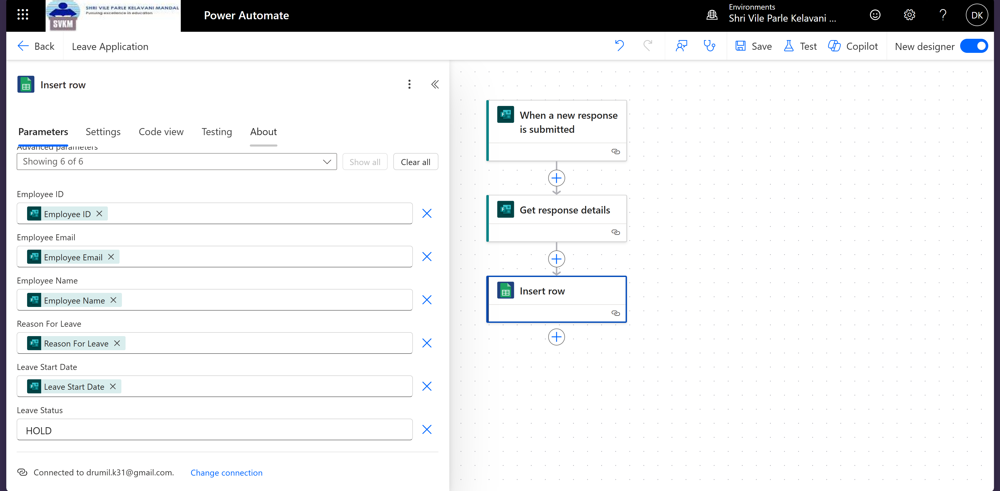 SHRI VILE PARLE KELAVANI MANDAL
Pursuing excellence in education
SVKM
Power Automate
Environments
Shri Vile Parle Kelavani ...
DK
Back
Leave Application
Save
Test
Copilot
New designer
Insert row
Parameters
Settings
Code view
Testing
About
Advanced parameters
Showing 6 of 6
Show all
Clear all
Employee ID
Employee ID
Employee Email
Employee Email
Employee Name
Employee Name
Reason For Leave
Reason For Leave
Leave Start Date
Leave Start Date
Leave Status
HOLD
Connected to drumil.k31@gmail.com.
Change connection
When a new response
is submitted
Get response details
Insert row